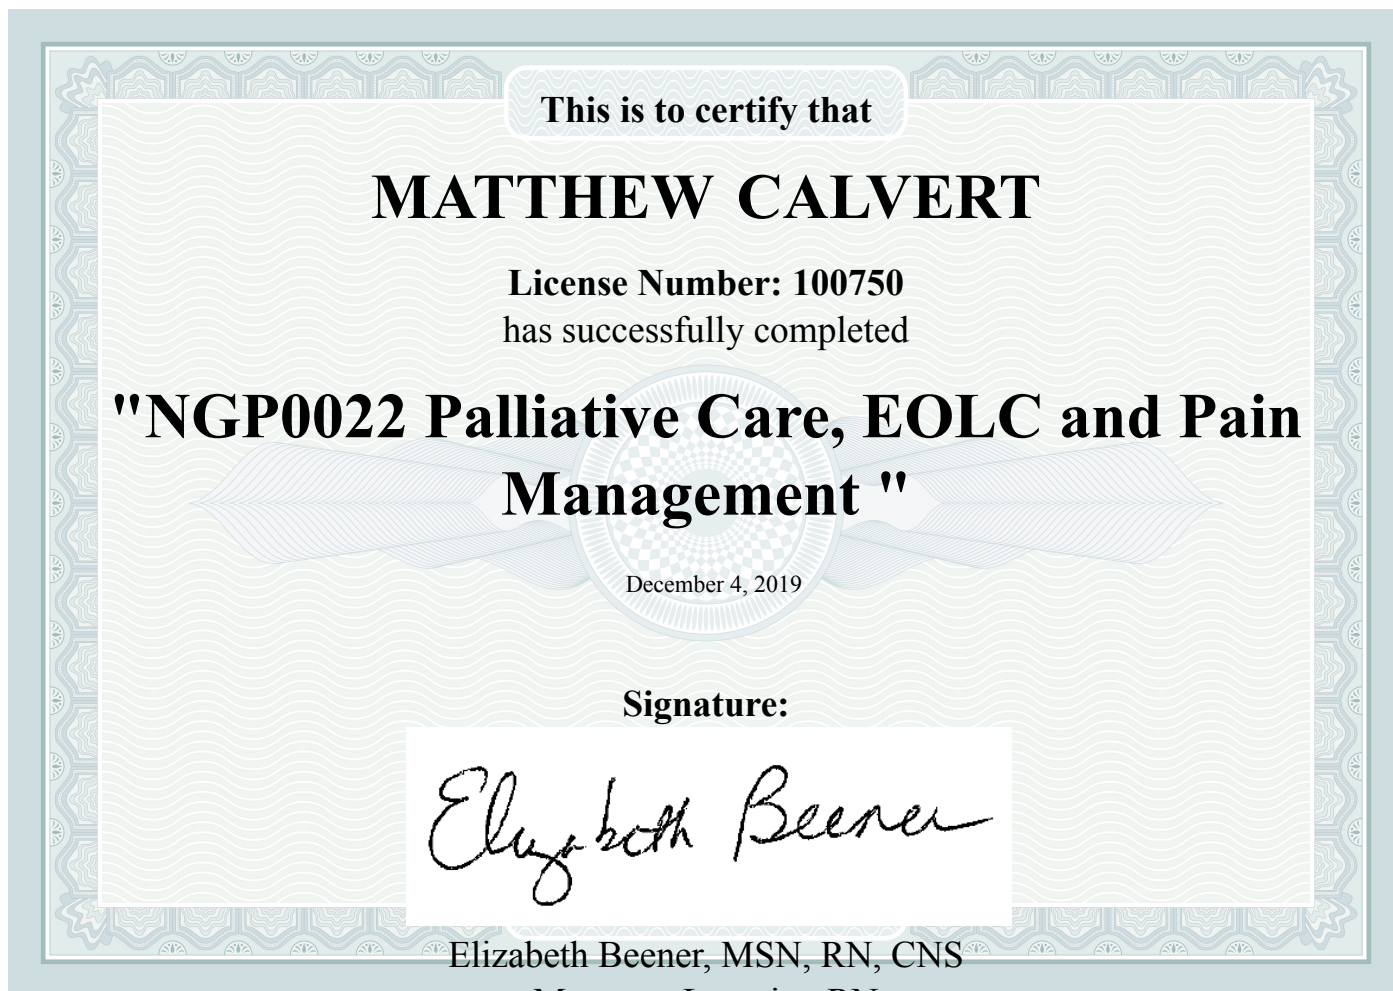 This is to certify that
MATTHEW CALVERT
License Number: 100750
has successfully completed
"NGP0022 Palliative Care, EOLC and Pain
Management "
December 4, 2019
Signature:
Elizabeth Beener
Elizabeth Beener, MSN, RN, CNS